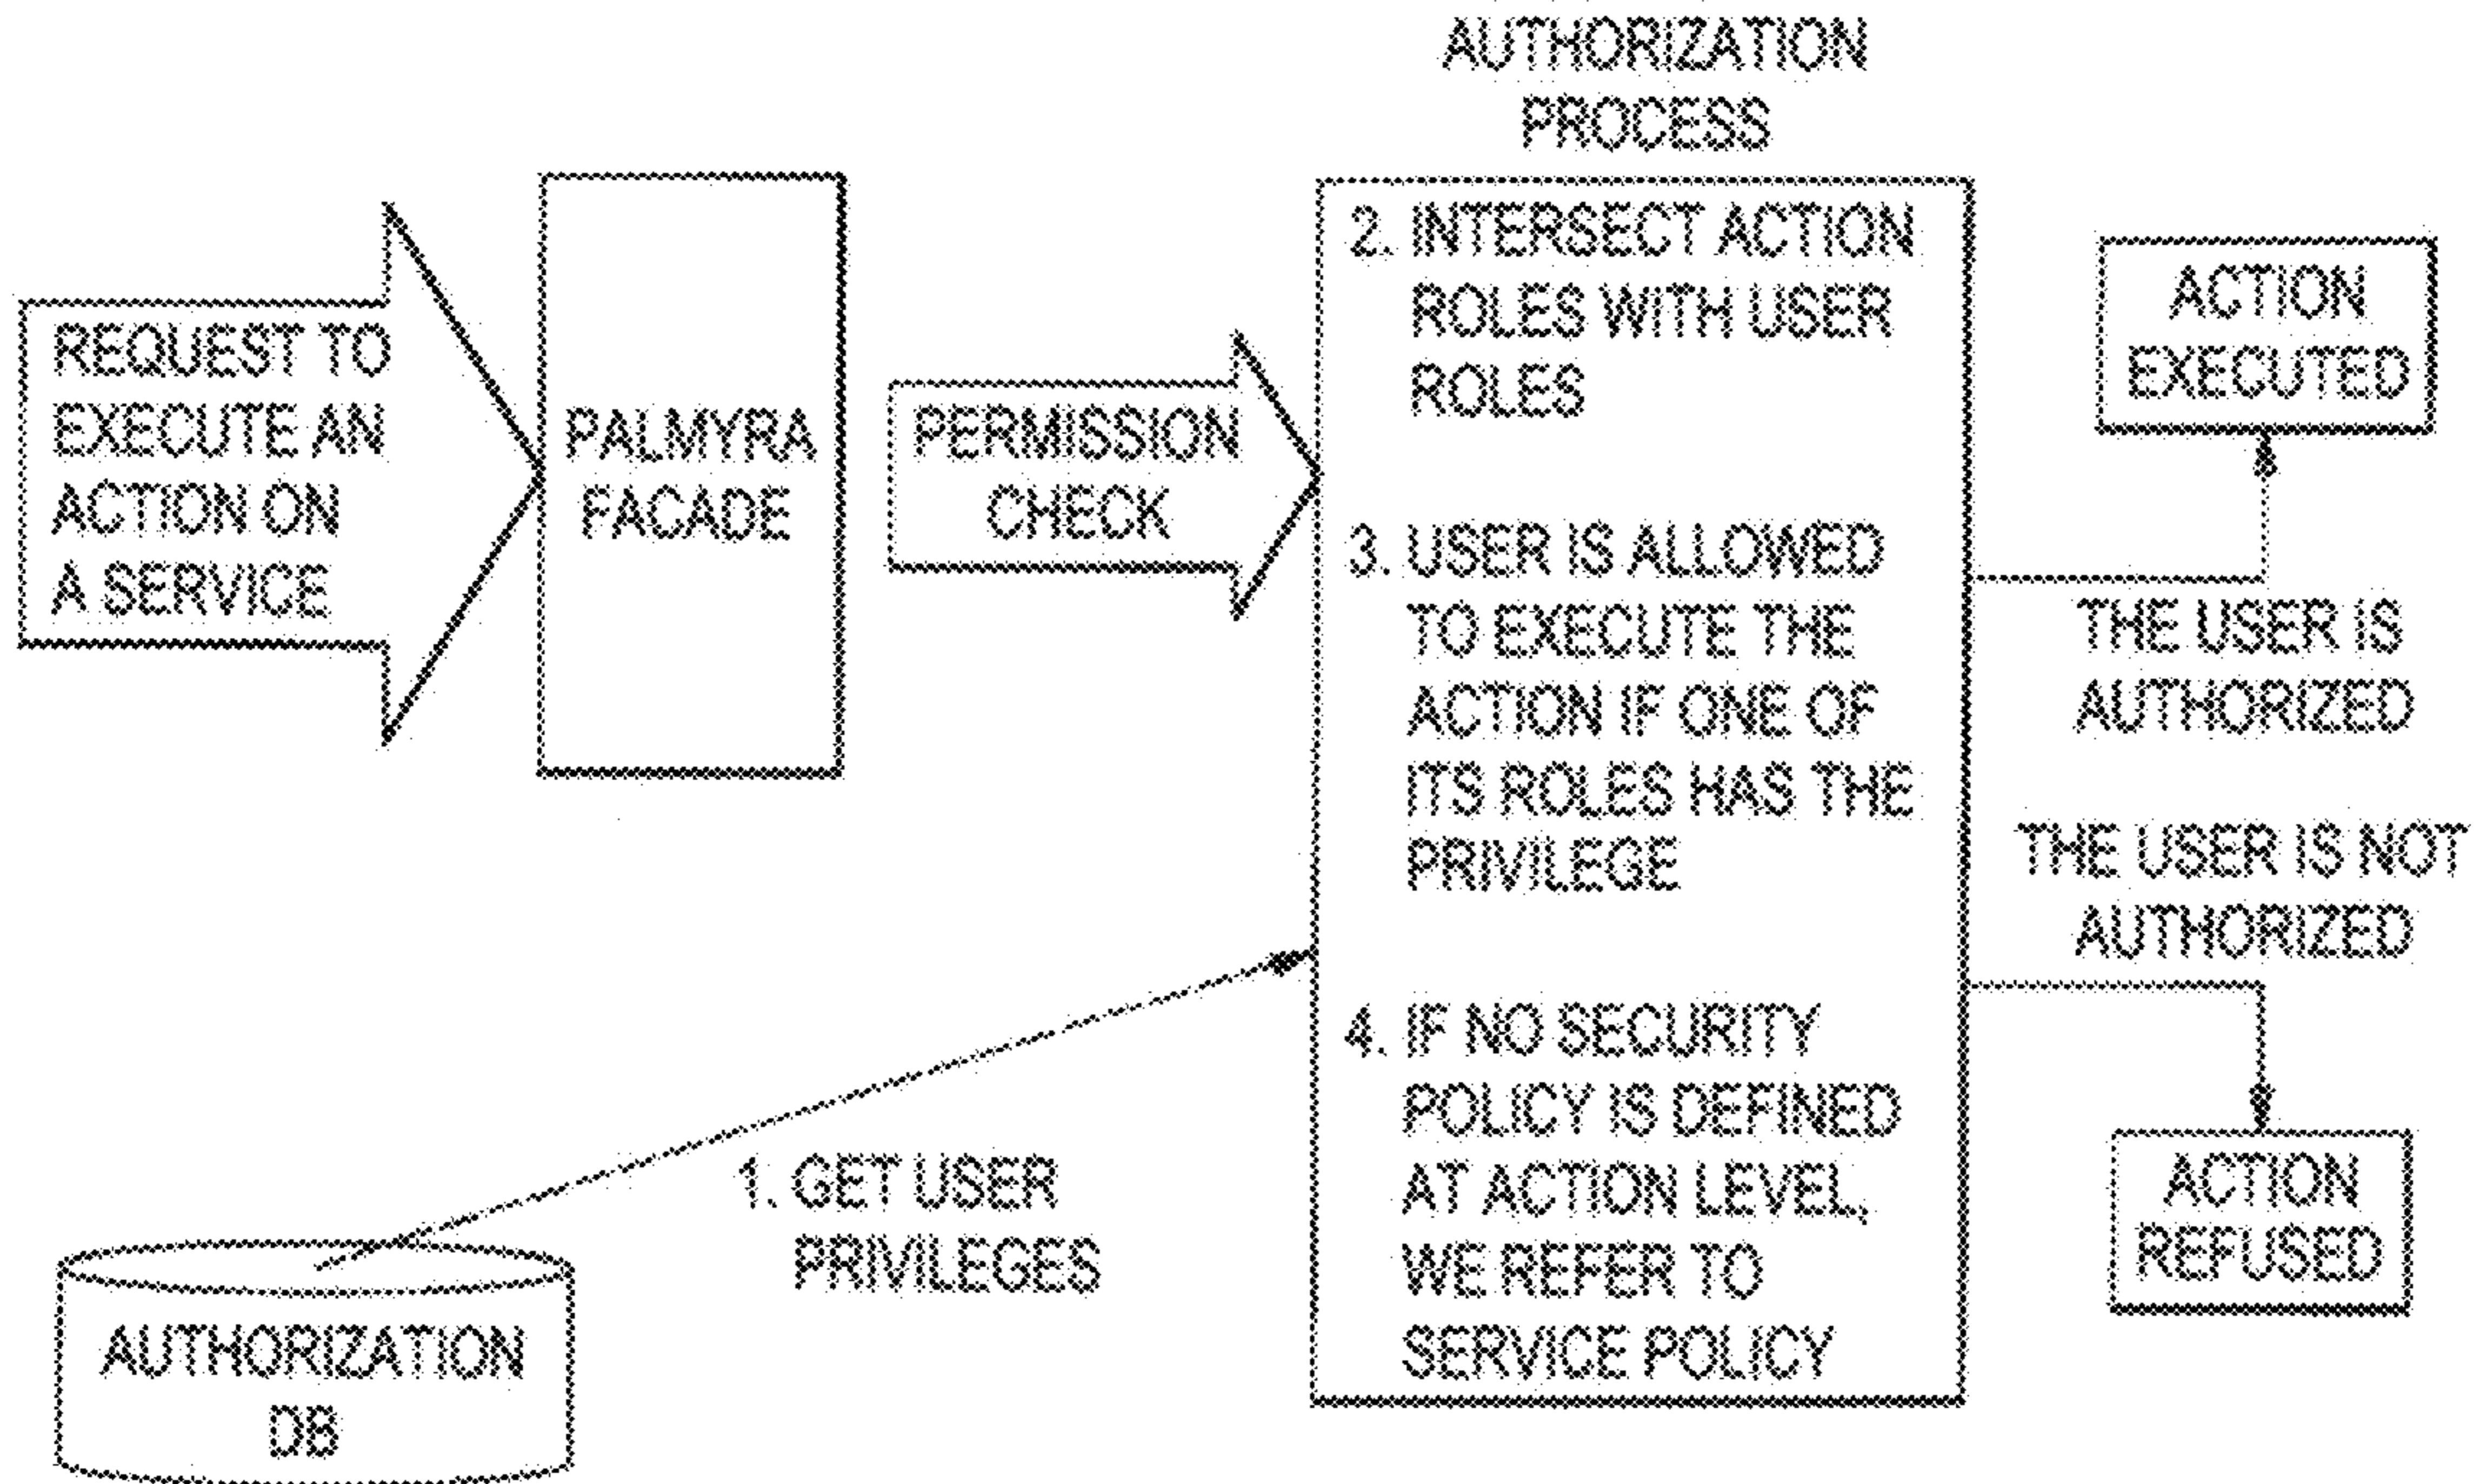 AUTHORIZATION
PROCESS
REQUEST TO
EXECUTE AN
ACTION ON
A SERVICE
PALMYRA
FACADE
PERMISSION
CHECK
2. INTERSECT ACTION
ROLES WITH USER
ROLES
3. USER IS ALLOWED
TO EXECUTE THE
ACTION IF ONE OF
ITS ROLES HAS THE
PRIVILEGE
4. IF NO SECURITY
POLICY IS DEFINED
AT ACTION LEVEL,
WE REFER TO
SERVICE POLICY
ACTION
EXECUTED
THE USER IS
AUTHORIZED
THE USER IS NOT
AUTHORIZED
ACTION
REFUSED
1. GET USER
PRIVILEGES
AUTHORIZATION
DB